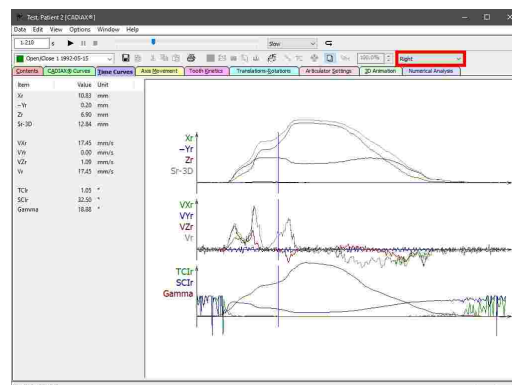 Test, Patient 2 [CADIAX®]
Date Edit View Options Window Help
1-210 s Slow
Open/Close 1 1992-05-15 100.0% Right
Contents CADIAX® Curves Time Curves Axis Movement Tooth Kinetics Translations-Rotations Articulator Settings 3D Animation Numerical Analysis
Item Value Unit
Xr 10.83 mm
-Yr 0.20 mm
Zr 6.90 mm
Sr-3D 12.84 mm
VXr 17.45 mm/s
VYr 0.00 mm/s
VZr 1.09 mm/s
Vr 17.45 mm/s
TCIr 1.05 °
SCIr 32.50 °
Gamma 18.88 °
Xr
–Yr
Zr
Sr-3D
VXr
VYr
VZr
Vr
TCIr
SCIr
Gamma